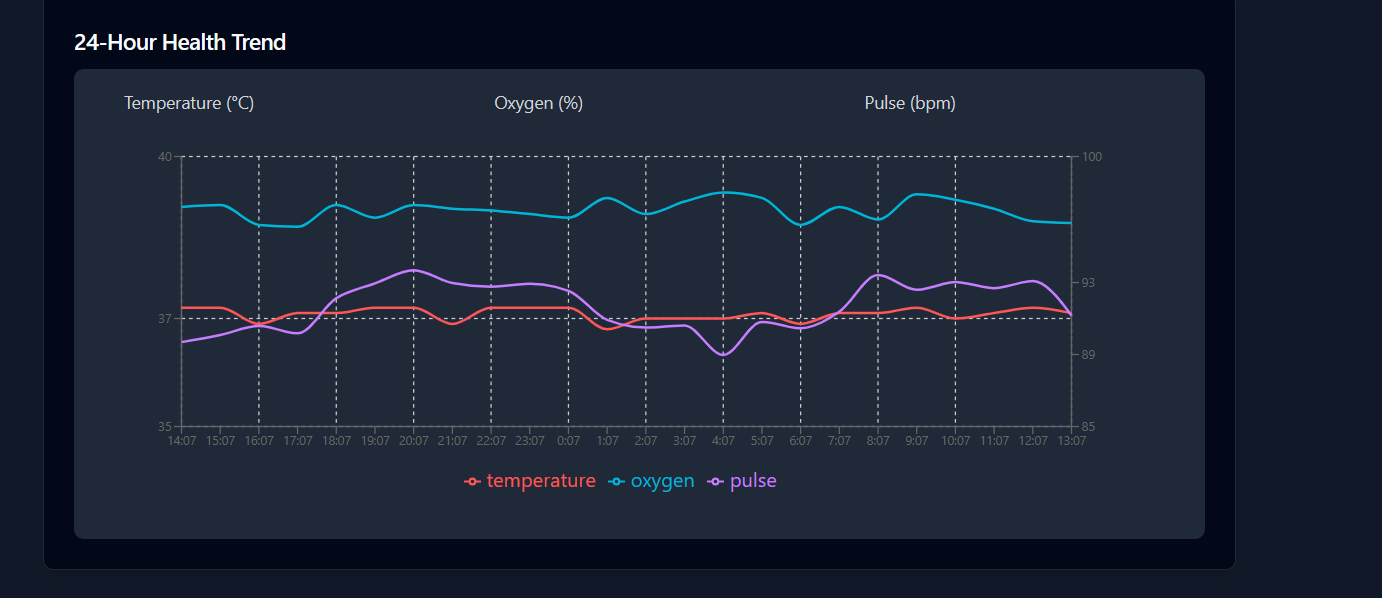 24-Hour Health Trend
Temperature (°C) Oxygen (%) Pulse (bpm)
40 100
93
37
89
35 85
14:07 15:07 16:07 17:07 18:07 19:07 20:07 21:07 22:07 23:07 0:07 1:07 2:07 3:07 4:07 5:07 6:07 7:07 8:07 9:07 10:07 11:07 12:07 13:07
temperature oxygen pulse